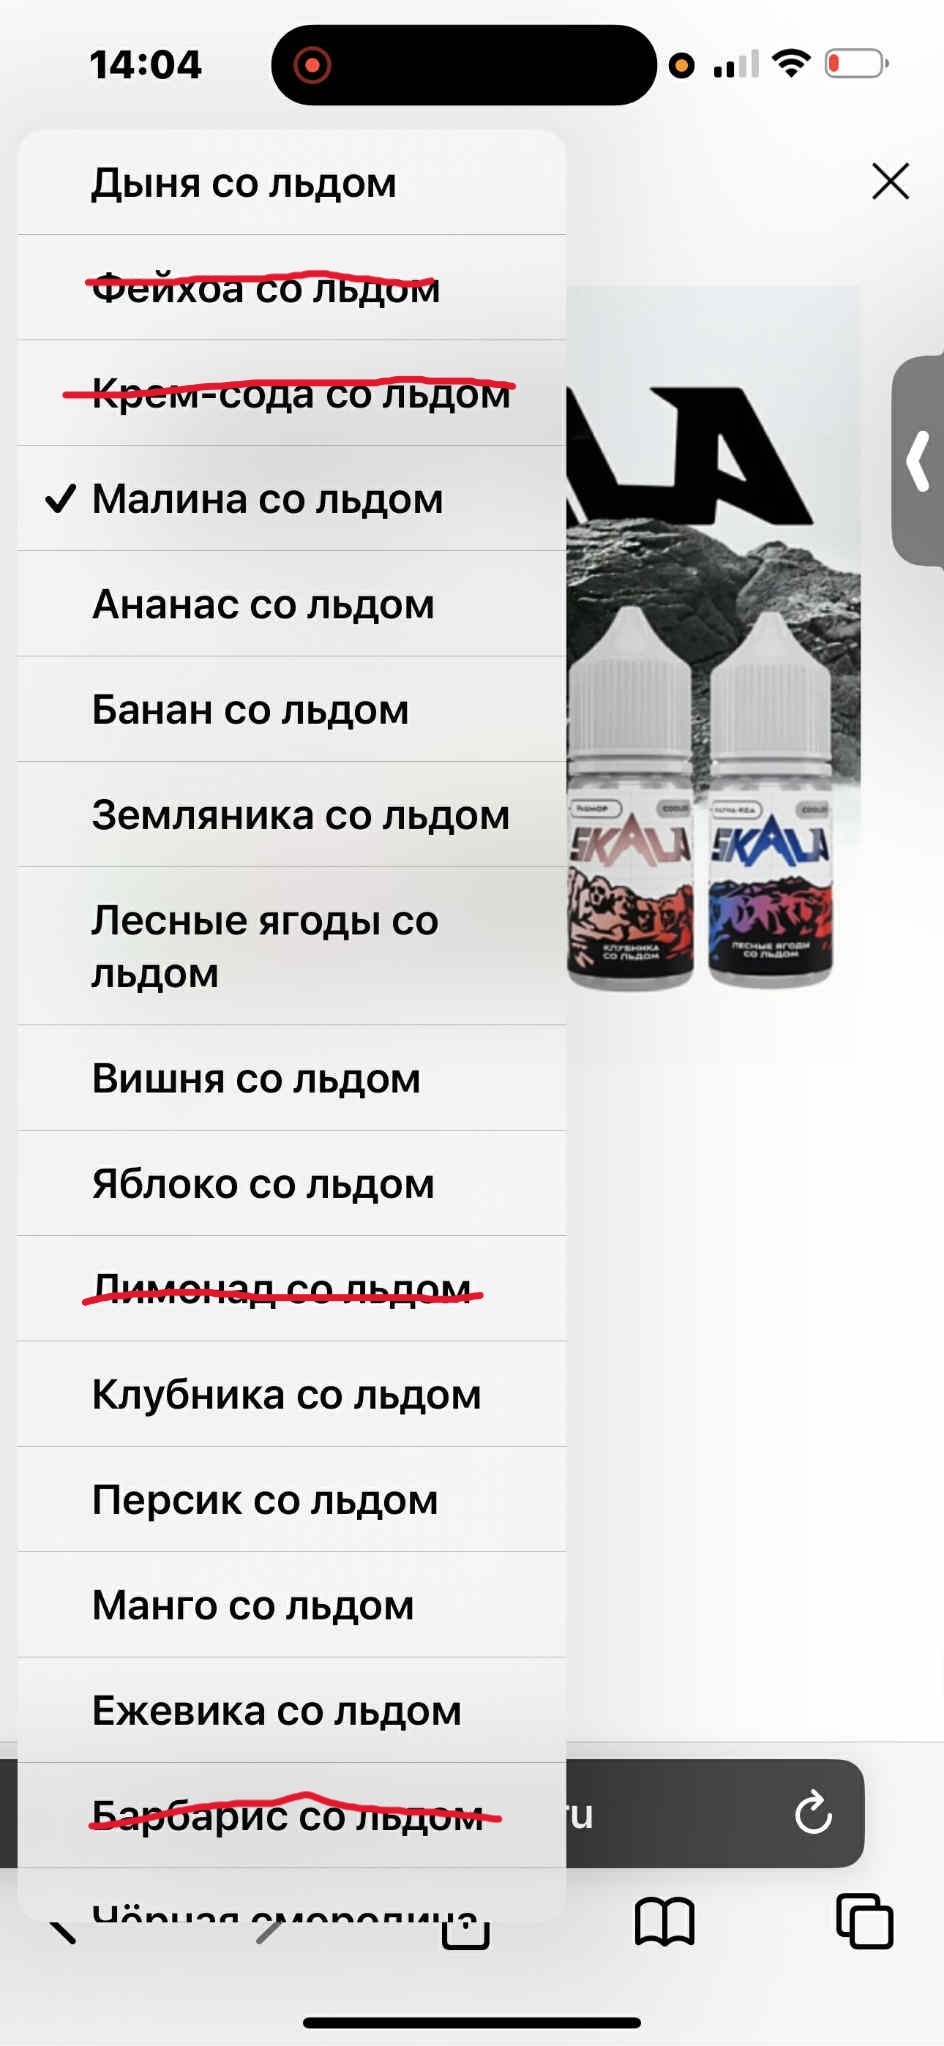 14:04
Дыня со льдом
Фейхоа со льдом
Крем-сода со льдом
Малина со льдом
Ананас со льдом
Банан со льдом
Земляника со льдом
Лесные ягоды со
льдом
Вишня со льдом
Яблоко со льдом
Лимонад со льдом
Клубника со льдом
Персик со льдом
Манго со льдом
Ежевика со льдом
Барбарис со льдом
Чёрная смородина
SKALA
КЛУБНИКА
СО ЛЬДОМ
SKALA
ЛЕСНЫЕ ЯГОДЫ
СО ЛЬДОМ
ru